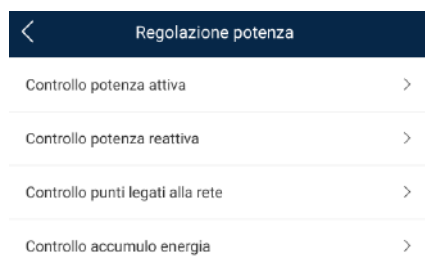 Regolazione potenza
Controllo potenza attiva
Controllo potenza reattiva
Controllo punti legati alla rete
Controllo accumulo energia